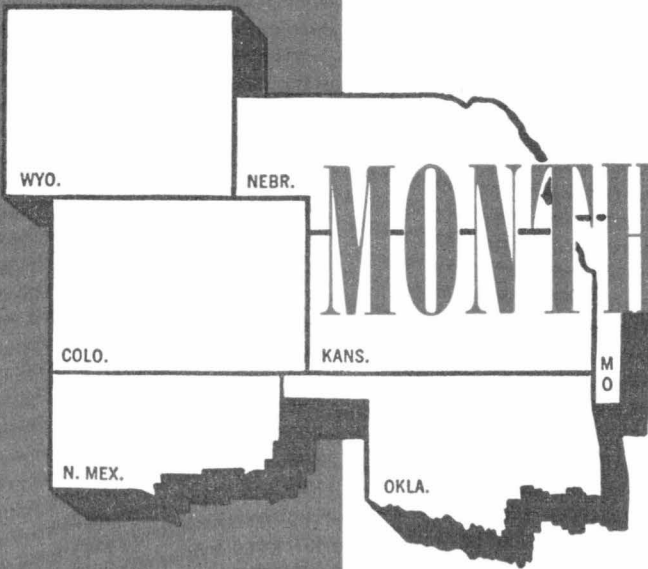 WYO.
NEBR.
MONTH
COLO.
KANS.
M
O
N. MEX.
OKLA.